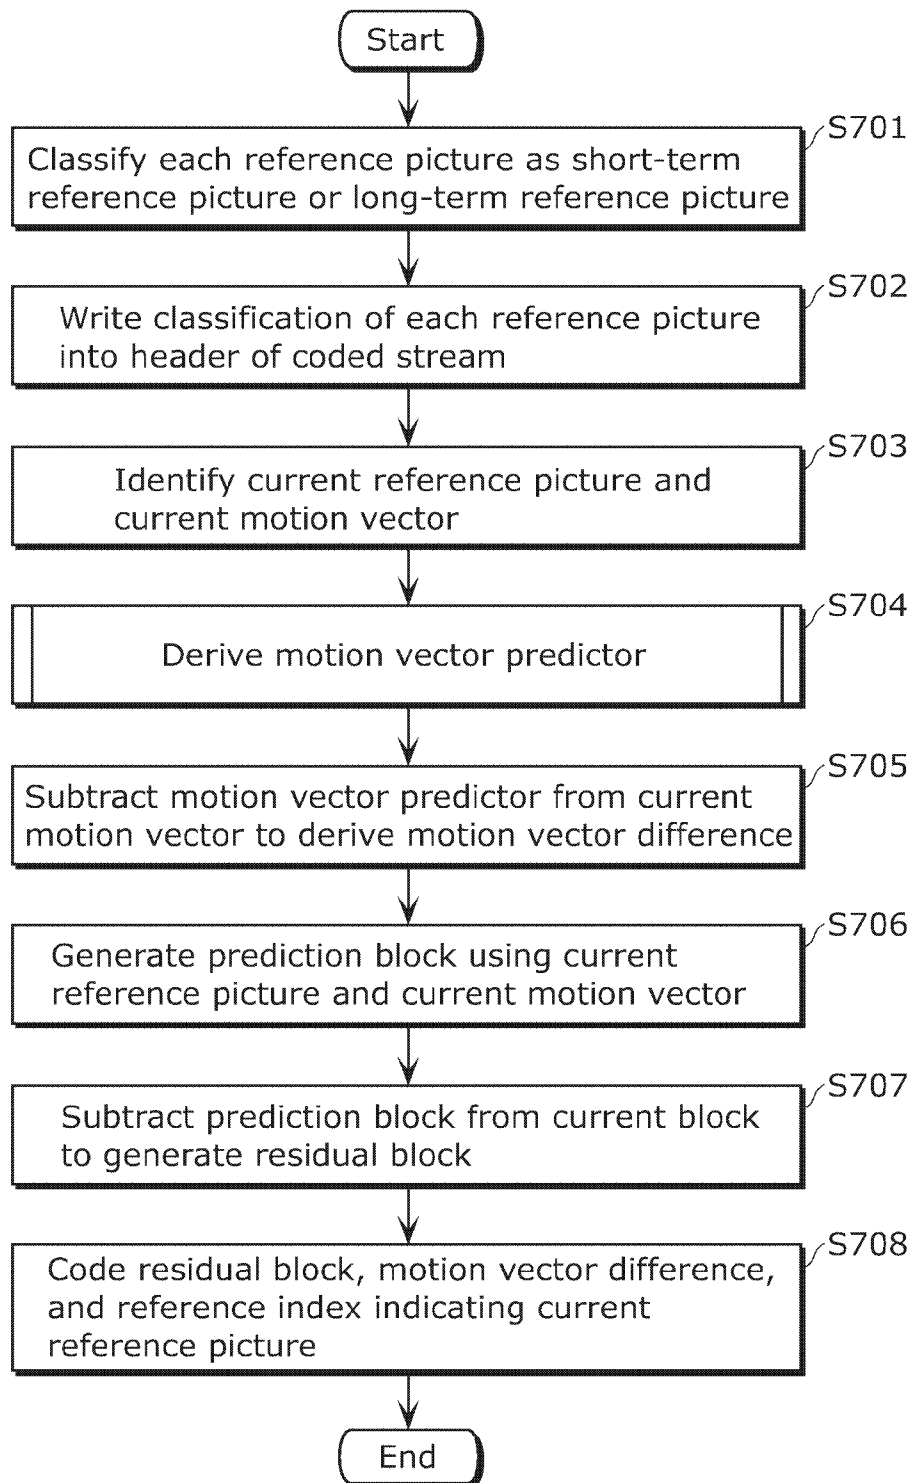 Start
S701
Classify each reference picture as short-term
reference picture or long-term reference picture
S702
Write classification of each reference picture
into header of coded stream
S703
Identify current reference picture and
current motion vector
S704
Derive motion vector predictor
S705
Subtract motion vector predictor from current
motion vector to derive motion vector difference
S706
Generate prediction block using current
reference picture and current motion vector
S707
Subtract prediction block from current block
to generate residual block
S708
Code residual block, motion vector difference,
and reference index indicating current
reference picture
End